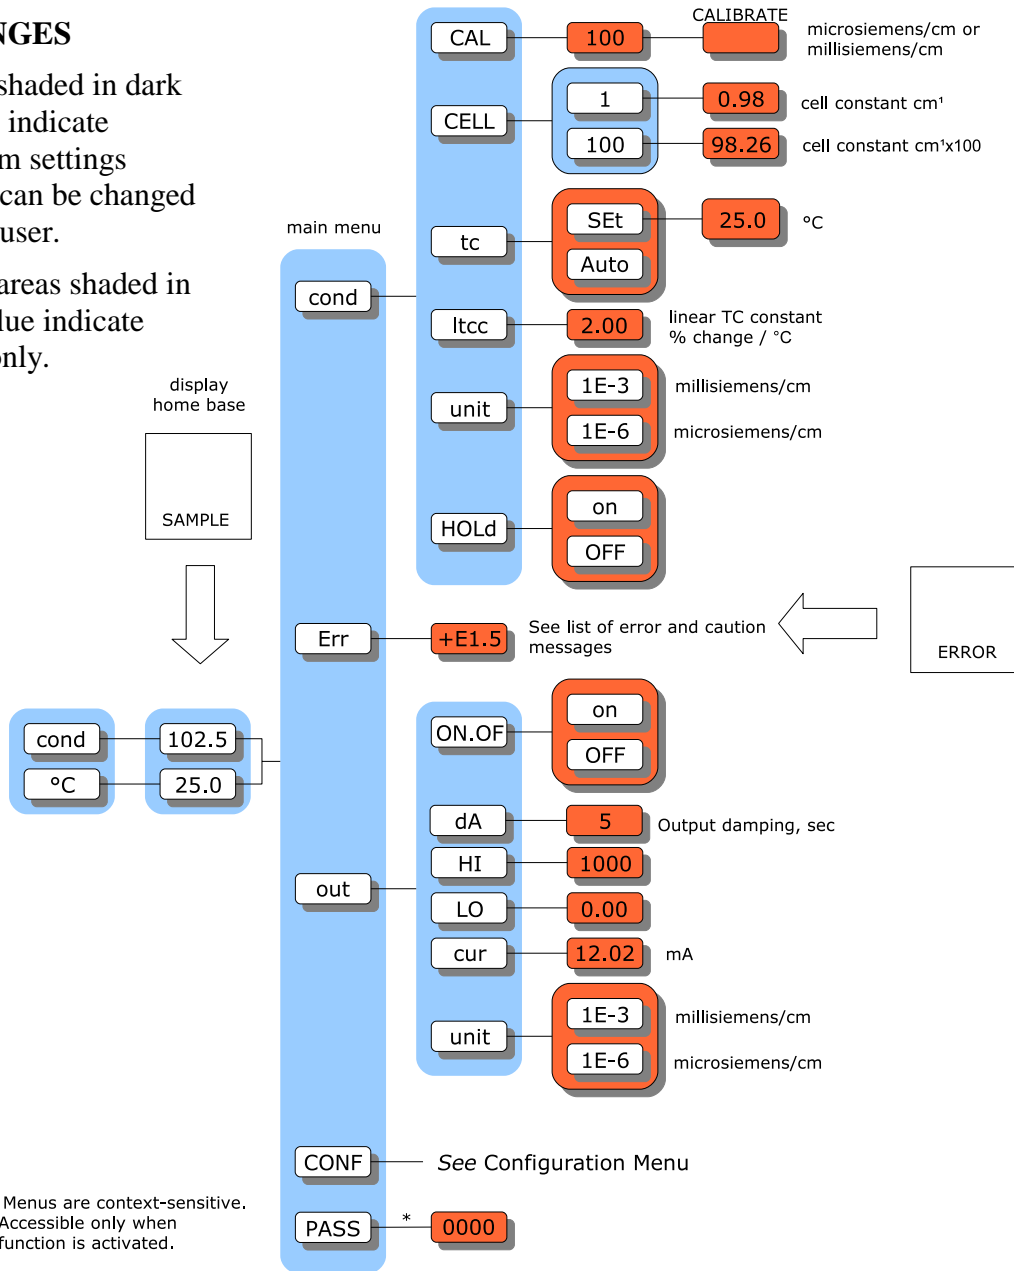 NGES
shaded in dark
indicate
m settings
can be changed
user.
areas shaded in
lue indicate
only.
CALIBRATE
CAL
100
microsiemens/cm or
millisiemens/cm
CELL
1
0.98
cell constant cm¹
100
98.26
cell constant cm¹x100
tc
SEt
25.0
°C
Auto
main menu
cond
ltcc
2.00
linear TC constant
% change / °C
unit
1E-3
millisiemens/cm
1E-6
microsiemens/cm
HOLd
on
OFF
display
home base
SAMPLE
Err
+E1.5
See list of error and caution
messages
ERROR
cond
102.5
°C
25.0
out
ON.OF
on
OFF
dA
5
Output damping, sec
HI
1000
LO
0.00
cur
12.02
mA
unit
1E-3
millisiemens/cm
1E-6
microsiemens/cm
CONF
See Configuration Menu
PASS
*
0000
Menus are context-sensitive.
Accessible only when
function is activated.